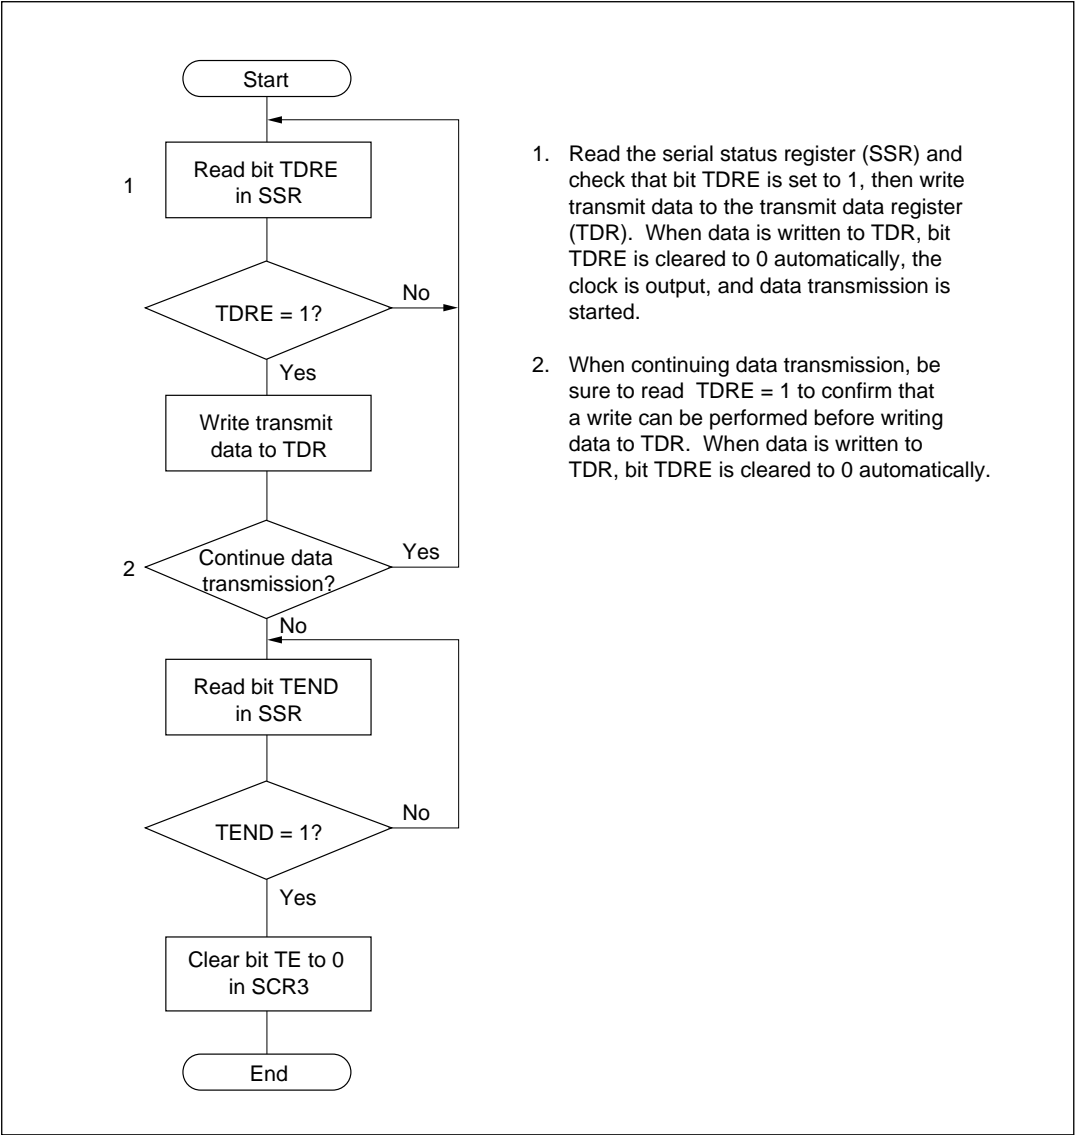 Start
1
Read bit TDRE
in SSR
TDRE = 1?
No
Yes
Write transmit
data to TDR
2
Continue data
transmission?
Yes
No
Read bit TEND
in SSR
TEND = 1?
No
Yes
Clear bit TE to 0
in SCR3
End
1. Read the serial status register (SSR) and
check that bit TDRE is set to 1, then write
transmit data to the transmit data register
(TDR). When data is written to TDR, bit
TDRE is cleared to 0 automatically, the
clock is output, and data transmission is
started.
2. When continuing data transmission, be
sure to read TDRE = 1 to confirm that
a write can be performed before writing
data to TDR. When data is written to
TDR, bit TDRE is cleared to 0 automatically.